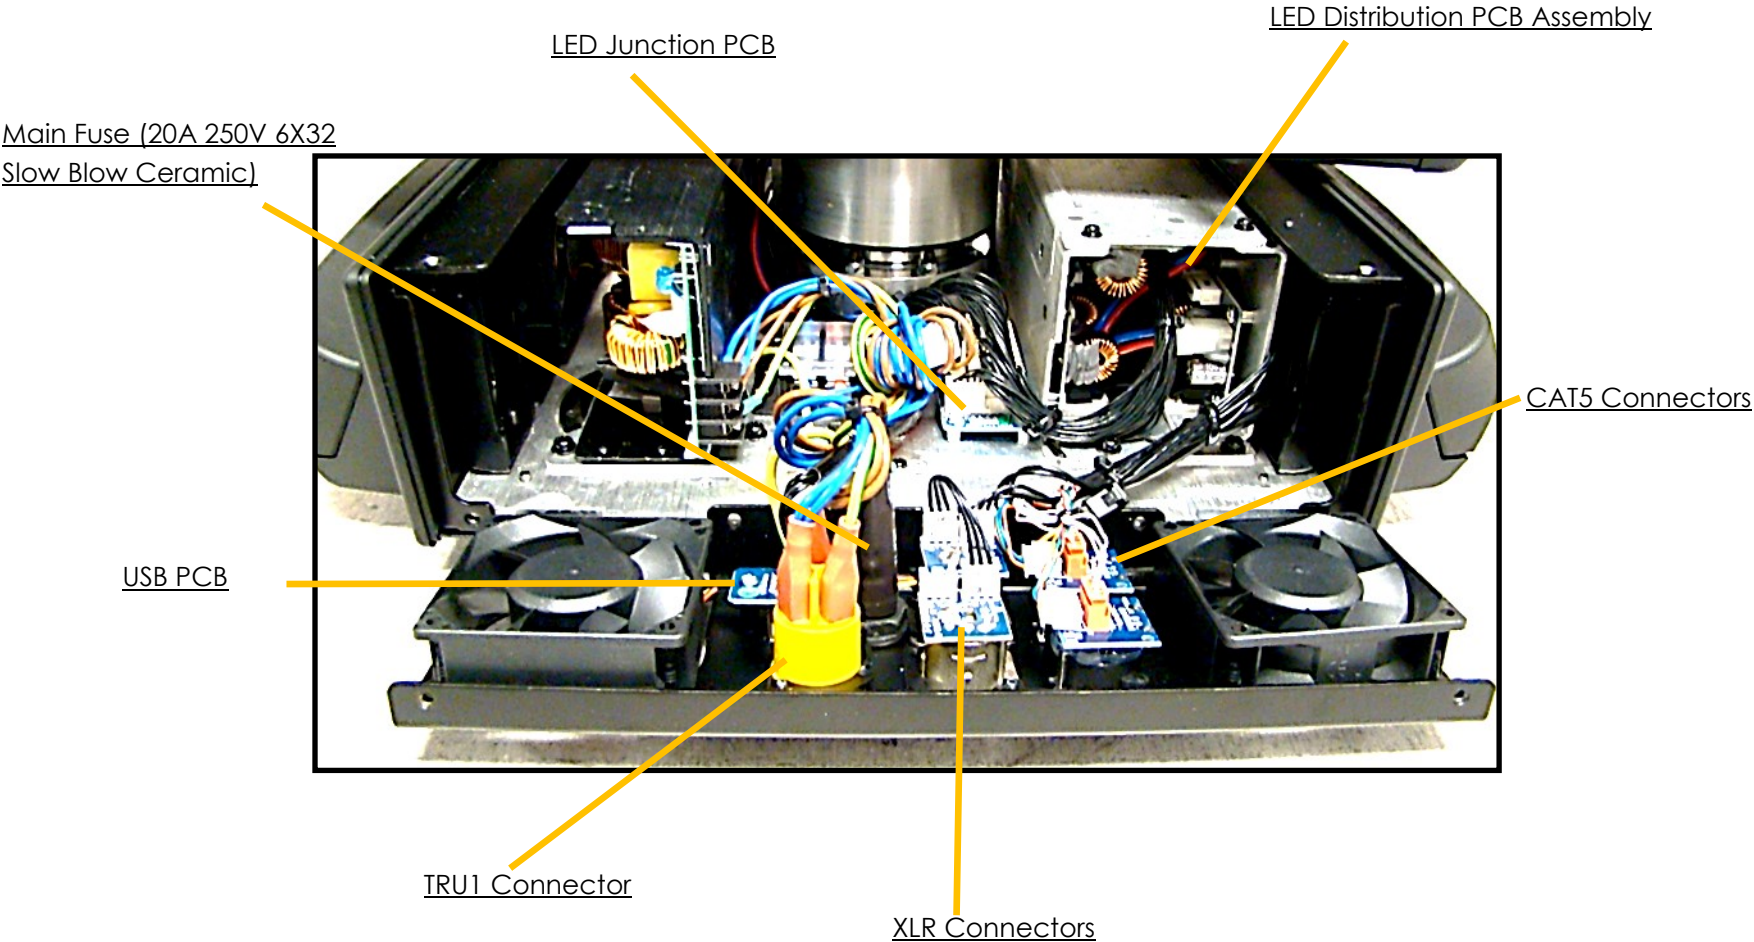 LED Distribution PCB Assembly
LED Junction PCB
Main Fuse (20A 250V 6X32
Slow Blow Ceramic)
CAT5 Connectors
USB PCB
TRU1 Connector
XLR Connectors